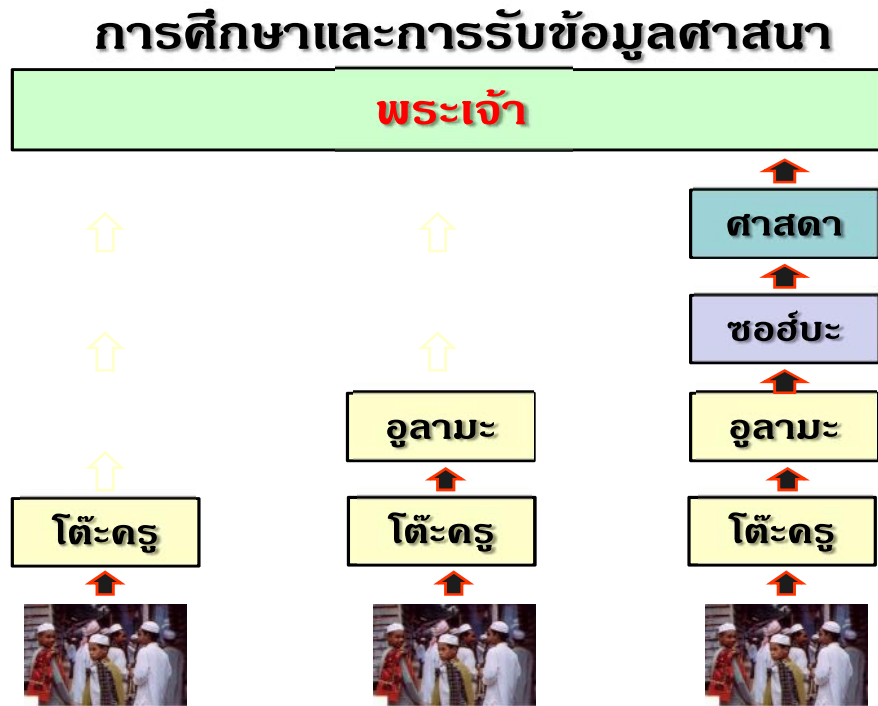 การศึกษาและการรับข้อมูลศาสนา
พระเจ้า
ศาสดา
ซอฮ์บะ
อูลามะ
อูลามะ
โต๊ะครู
โต๊ะครู
โต๊ะครู